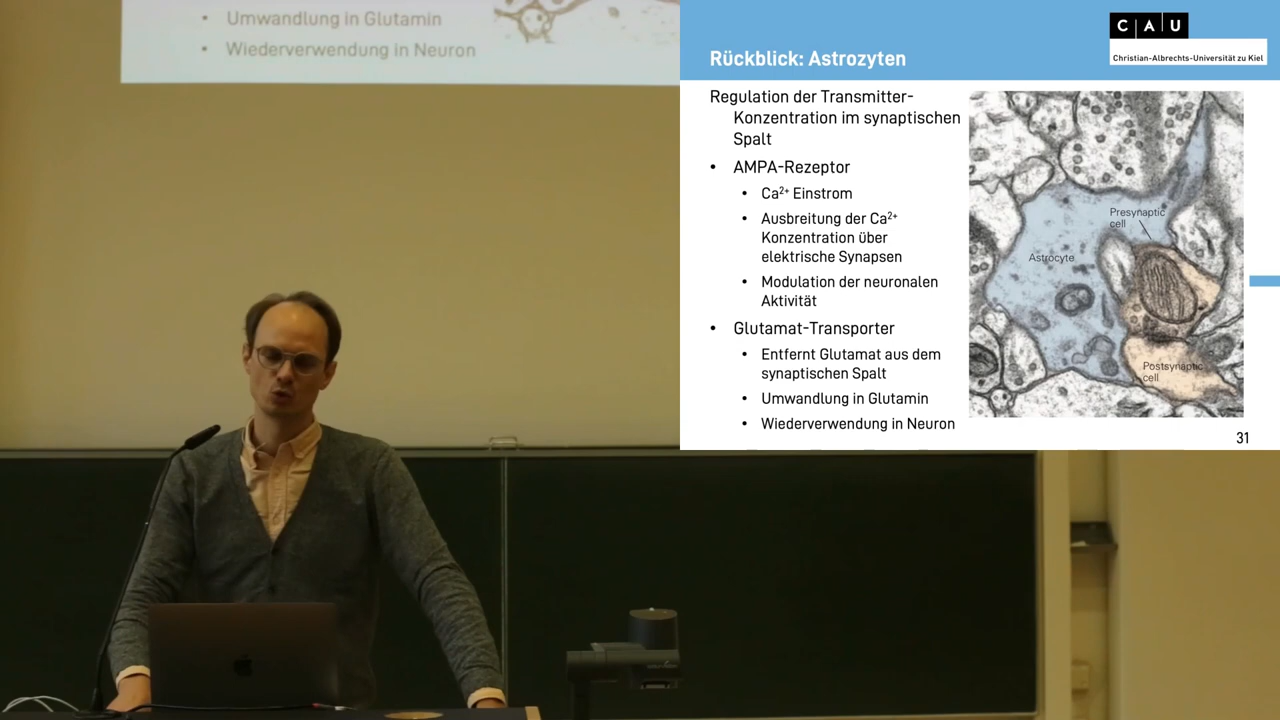 Umwandlung in Glutamin
Wiederverwendung in Neuron
Rückblick: Astrozyten
CAU
Christian-Albrechts-Universität zu Kiel
Regulation der Transmitter-
Konzentration im synaptischen
Spalt
• AMPA-Rezeptor
• Ca²⁺ Einstrom
• Ausbreitung der Ca²⁺
Konzentration über
elektrische Synapsen
• Modulation der neuronalen
Aktivität
• Glutamat-Transporter
• Entfernt Glutamat aus dem
synaptischen Spalt
• Umwandlung in Glutamin
• Wiederverwendung in Neuron
Presynaptic
cell
Astrocyte
Postsynaptic
cell
31